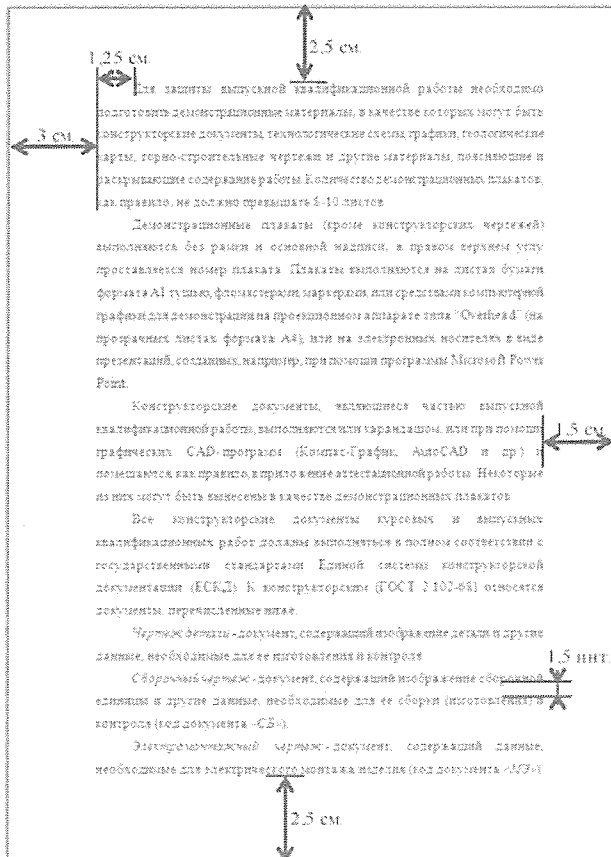 2,5 см.
1,25 см.
Для защиты выпускной квалификационной работы необходимо
подготовить демонстрационные материалы, в качестве которых могут быть
3 см.
конструкторские документы, технологические схемы, графики, геологические
карты, горно-строительные чертежи и другие материалы, поясняющие и
раскрывающие содержание работы. Количество демонстрационных плакатов,
как правило, не должно превышать 6-10 листов.
Демонстрационные плакаты (кроме конструкторских чертежей)
выполняются без рамки и основной надписи, в правом верхнем углу
проставляется номер плаката. Плакаты выполняются на листах бумаги
формата А1 тушью, фломастерами, маркерами, или средствами компьютерной
графики для демонстрации на проекционном аппарате типа "Overhead" (на
прозрачных листах формата А4), или на электронных носителях в виде
презентаций, созданных, например, при помощи программы Microsoft Power
Point.
Конструкторские документы, являющиеся частью выпускной
квалификационной работы, выполняются или карандашом, или при помощи
1,5 см.
графических CAD-программ (Компас-График, AutoCAD и др.) и
помещаются, как правило, в приложение аттестационной работы. Некоторые
из них могут быть вынесены в качестве демонстрационных плакатов.
Все конструкторские документы курсовых и выпускных
квалификационных работ должны выполняться в полном соответствии с
государственными стандартами Единой системы конструкторской
документации (ЕСКД). К конструкторским (ГОСТ 2.102-68) относятся
документы, перечисленные ниже.
Чертеж детали - документ, содержащий изображение детали и другие
данные, необходимые для ее изготовления и контроля.
1,5 инт.
Сборочный чертеж - документ, содержащий изображение сборочной
единицы и другие данные, необходимые для ее сборки (изготовления) и
контроля (код документа «СБ»).
Электромонтажный чертеж - документ, содержащий данные,
необходимые для электрического монтажа изделия (код документа «МЭ»).
2,5 см.